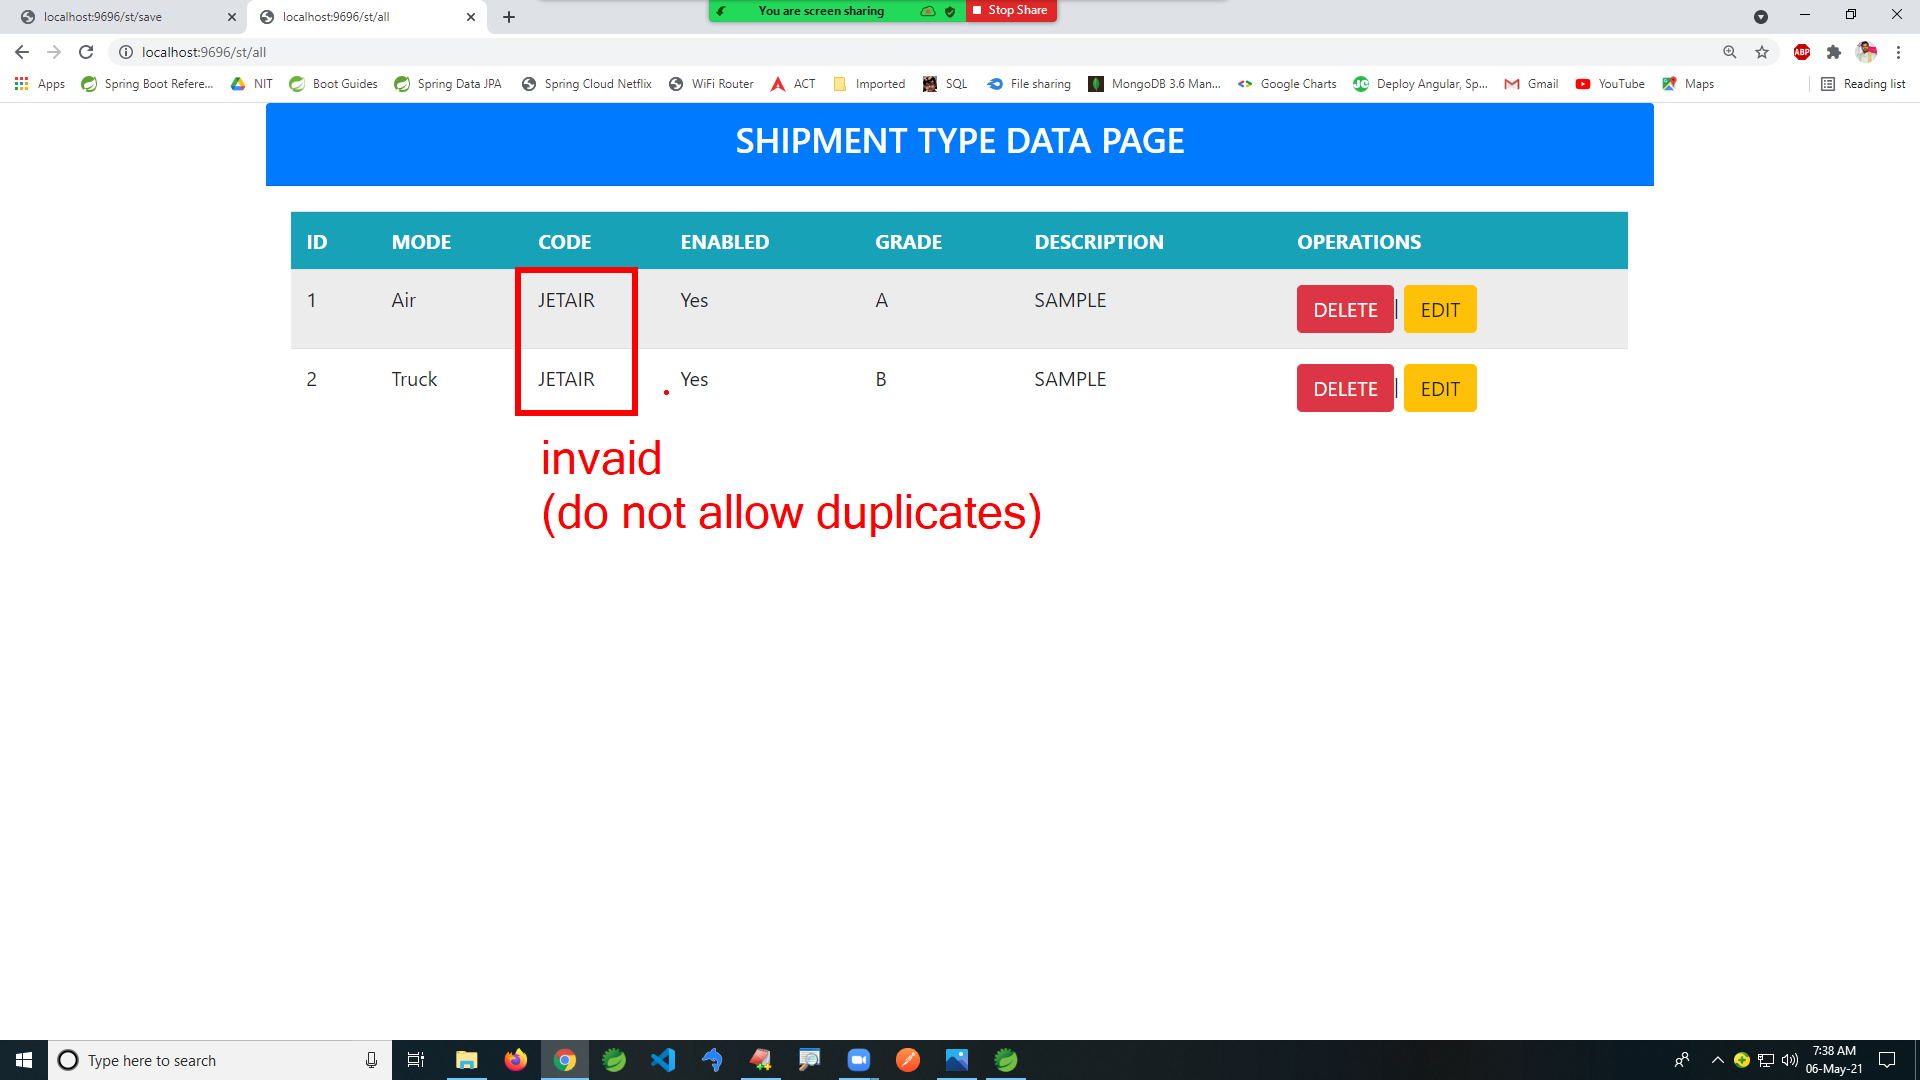 localhost:9696/st/save
localhost:9696/st/all
You are screen sharing
Stop Share
localhost:9696/st/all
ABP
Apps
Spring Boot Refere...
NIT
Boot Guides
Spring Data JPA
Spring Cloud Netflix
WiFi Router
ACT
Imported
SQL
File sharing
MongoDB 3.6 Man...
Google Charts
Deploy Angular, Sp...
Gmail
YouTube
Maps
Reading list
SHIPMENT TYPE DATA PAGE
ID MODE CODE ENABLED GRADE DESCRIPTION OPERATIONS
1 Air JETAIR Yes A SAMPLE DELETE | EDIT
2 Truck JETAIR Yes B SAMPLE DELETE | EDIT
invaid
(do not allow duplicates)
Type here to search
7:38 AM
06-May-21